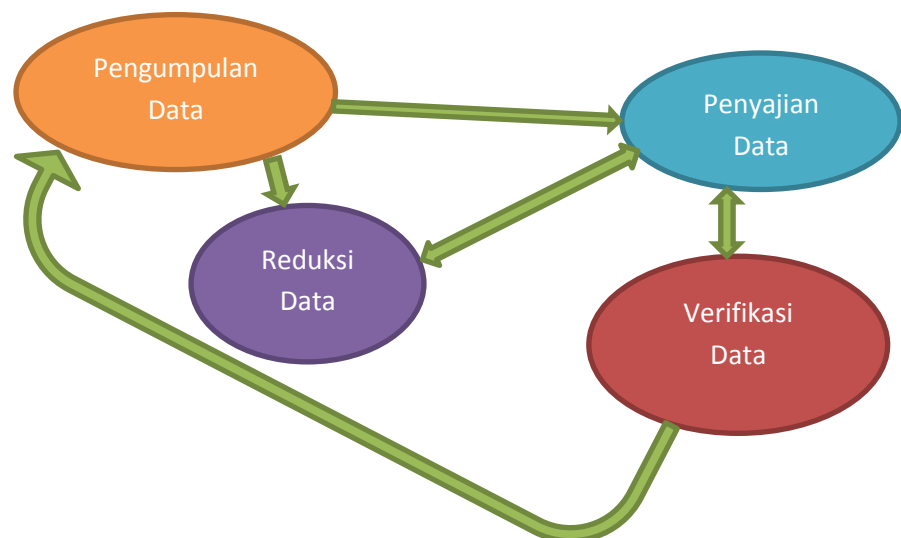 Pengumpulan
Data
Penyajian
Data
Reduksi
Data
Verifikasi
Data